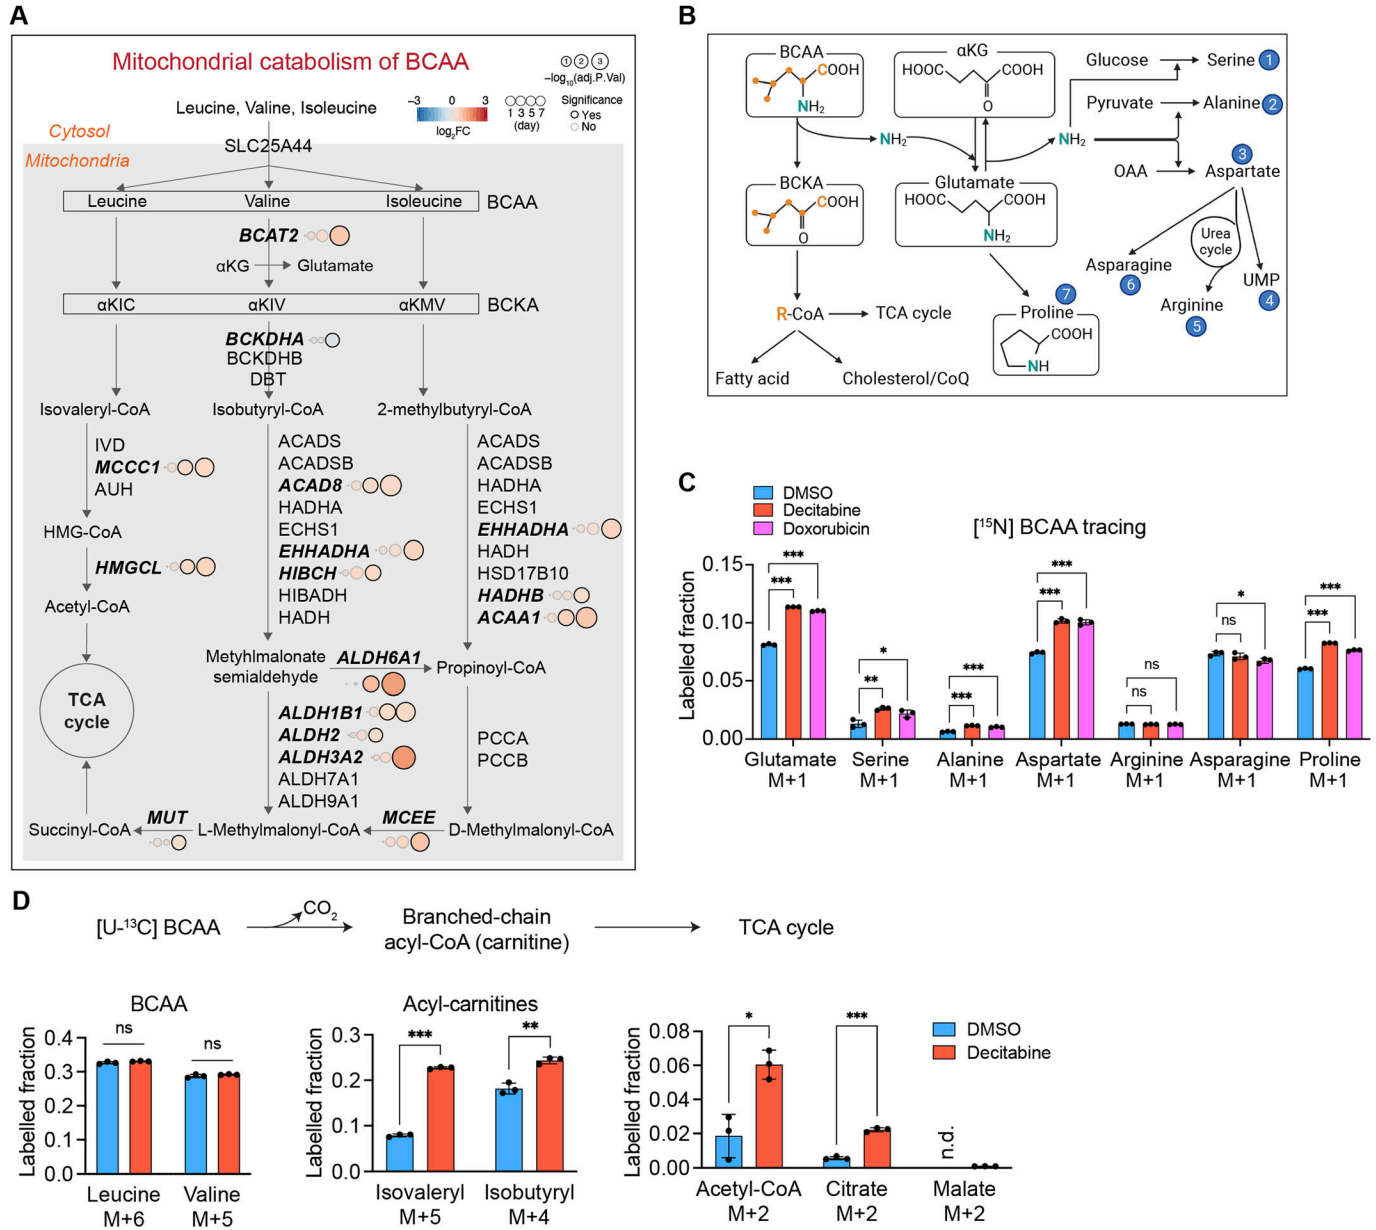 A
Mitochondrial catabolism of BCAA
1 2 3
−log10(adj.P.Val)
Leucine, Valine, Isoleucine
−3 0 3
log2FC
1 3 5 7
(day)
Significance
Yes
No
Cytosol
Mitochondria
SLC25A44
Leucine Valine Isoleucine BCAA
BCAT2
αKG Glutamate
αKIC αKIV αKMV BCKA
BCKDHA
BCKDHB
DBT
Isovaleryl-CoA Isobutyryl-CoA 2-methylbutyryl-CoA
IVD
MCCC1
AUH
HMG-CoA
HMGCL
Acetyl-CoA
TCA
cycle
ACADS
ACADSB
ACAD8
HADHA
ECHS1
EHHADHA
HIBCH
HIBADH
HADH
ACADS
ACADSB
HADHA
ECHS1
EHHADHA
HADH
HSD17B10
HADHB
ACAA1
Metyhlmalonate
semialdehyde
ALDH6A1
Propinoyl-CoA
ALDH1B1
ALDH2
ALDH3A2
ALDH7A1
ALDH9A1
PCCA
PCCB
Succinyl-CoA MUT L-Methylmalonyl-CoA MCEE D-Methylmalonyl-CoA
B
BCAA
COOH
NH2
αKG
HOOC COOH
O
Glucose Serine 1
Pyruvate Alanine 2
NH2
NH2
3
OAA Aspartate
BCKA
COOH
O
Glutamate
HOOC COOH
NH2
Urea
cycle
Asparagine
6
Arginine
5
UMP
4
7
Proline
COOH
NH
R-CoA TCA cycle
Fatty acid Cholesterol/CoQ
C
DMSO
Decitabine
Doxorubicin
[15N] BCAA tracing
Labelled fraction
0.15
0.10
0.05
0.00
*** ***
** *
*** ***
*** ***
ns ns
ns *
*** ***
Glutamate
M+1
Serine
M+1
Alanine
M+1
Aspartate
M+1
Arginine
M+1
Asparagine
M+1
Proline
M+1
D
[U-13C] BCAA
CO2
Branched-chain
acyl-CoA (carnitine)
TCA cycle
BCAA
Labelled fraction
0.4
0.3
0.2
0.1
0.0
ns ns
Leucine
M+6
Valine
M+5
Acyl-carnitines
Labelled fraction
0.3
0.2
0.1
0.0
*** **
Isovaleryl
M+5
Isobutyryl
M+4
Labelled fraction
0.08
0.06
0.04
0.02
0.00
* ***
n.d.
Acetyl-CoA
M+2
Citrate
M+2
Malate
M+2
DMSO
Decitabine